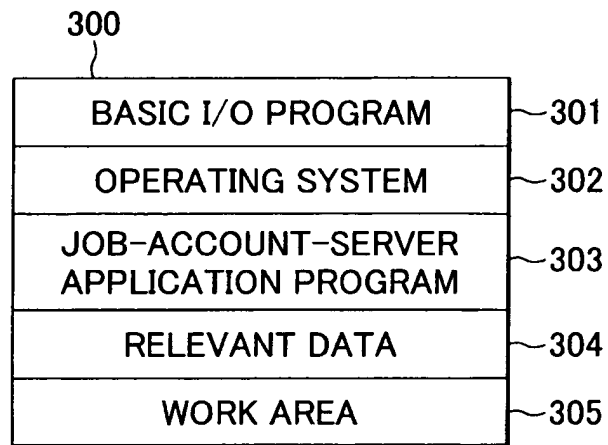 300
BASIC I/O PROGRAM 301
OPERATING SYSTEM 302
JOB-ACCOUNT-SERVER
APPLICATION PROGRAM 303
RELEVANT DATA 304
WORK AREA 305